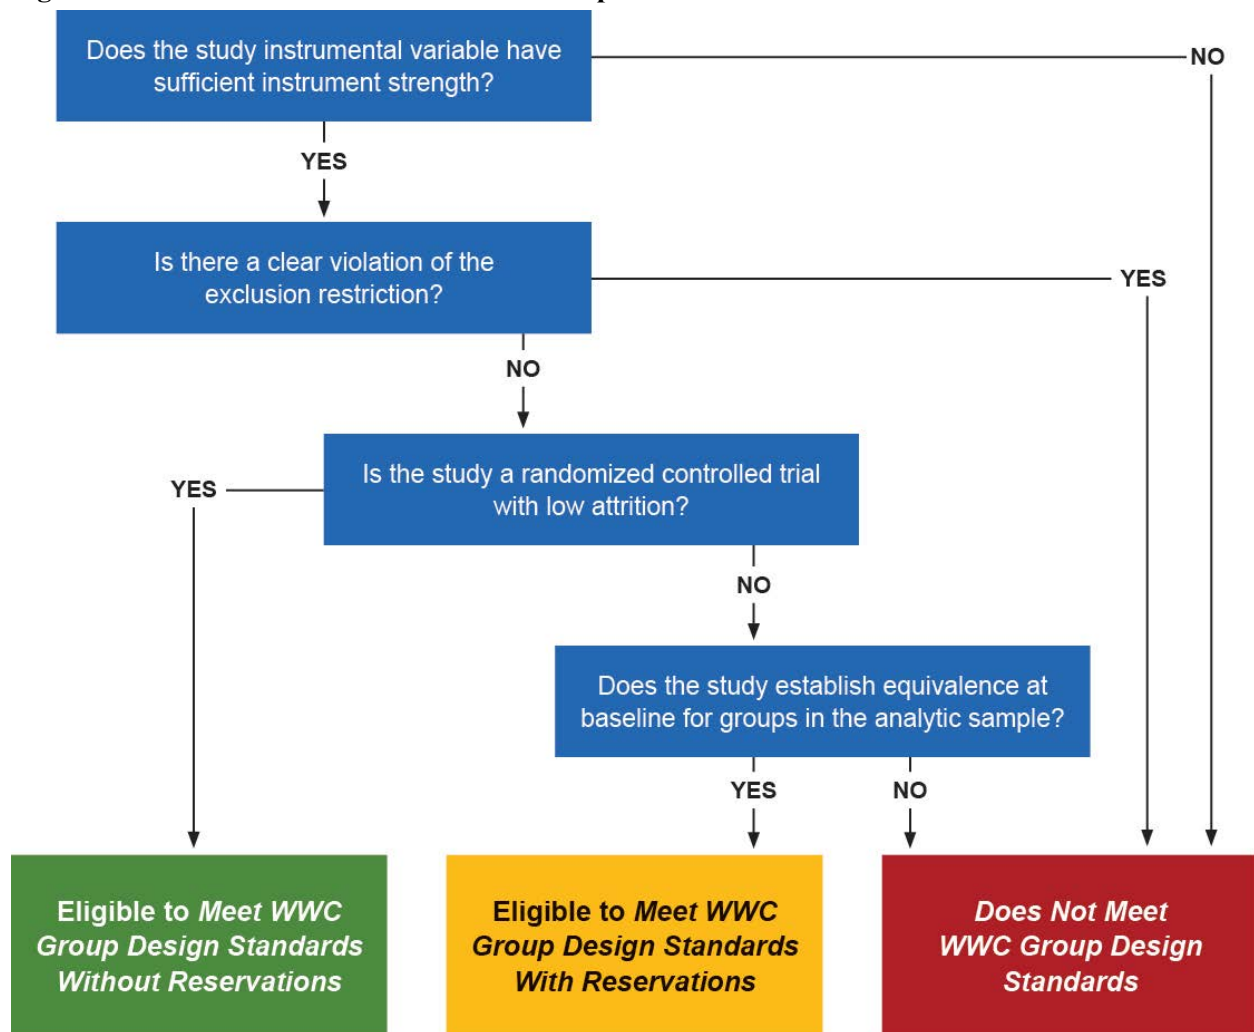 Does the study instrumental variable have
sufficient instrument strength?
NO
YES
Is there a clear violation of the
exclusion restriction?
YES
NO
Is the study a randomized controlled trial
with low attrition?
YES
NO
Does the study establish equivalence at
baseline for groups in the analytic sample?
YES
NO
Eligible to Meet WWC
Group Design Standards
Without Reservations
Eligible to Meet WWC
Group Design Standards
With Reservations
Does Not Meet
WWC Group Design
Standards